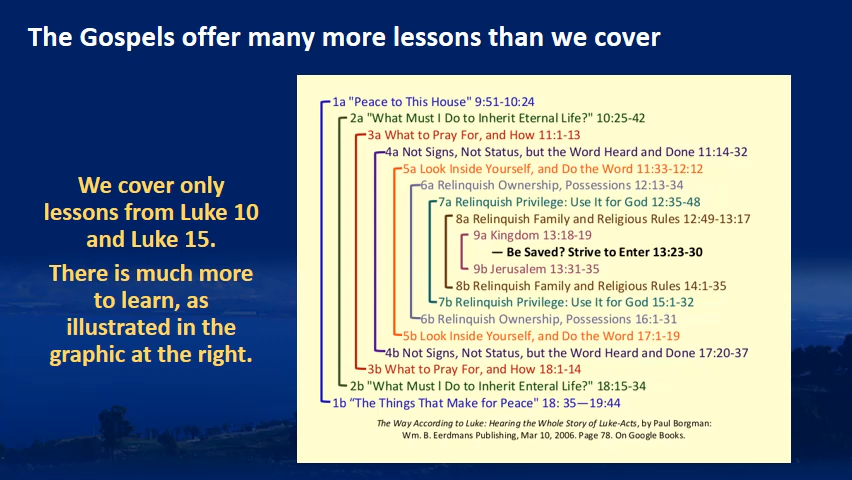 The Gospels offer many more lessons than we cover
We cover only
lessons from Luke 10
and Luke 15.
There is much more
to learn, as
illustrated in the
graphic at the right.
1a "Peace to This House" 9:51-10:24
2a "What Must I Do to Inherit Eternal Life?" 10:25-42
3a What to Pray For, and How 11:1-13
4a Not Signs, Not Status, but the Word Heard and Done 11:14-32
5a Look Inside Yourself, and Do the Word 11:33-12:12
6a Relinquish Ownership, Possessions 12:13-34
7a Relinquish Privilege: Use It for God 12:35-48
8a Relinquish Family and Religious Rules 12:49-13:17
9a Kingdom 13:18-19
— Be Saved? Strive to Enter 13:23-30
9b Jerusalem 13:31-35
8b Relinquish Family and Religious Rules 14:1-35
7b Relinquish Privilege: Use It for God 15:1-32
6b Relinquish Ownership, Possessions 16:1-31
5b Look Inside Yourself, and Do the Word 17:1-19
4b Not Signs, Not Status, but the Word Heard and Done 17:20-37
3b What to Pray For, and How 18:1-14
2b "What Must I Do to Inherit Enteral Life?" 18:15-34
1b “The Things That Make for Peace" 18: 35—19:44
The Way According to Luke: Hearing the Whole Story of Luke-Acts, by Paul Borgman:
Wm. B. Eerdmans Publishing, Mar 10, 2006. Page 78. On Google Books.